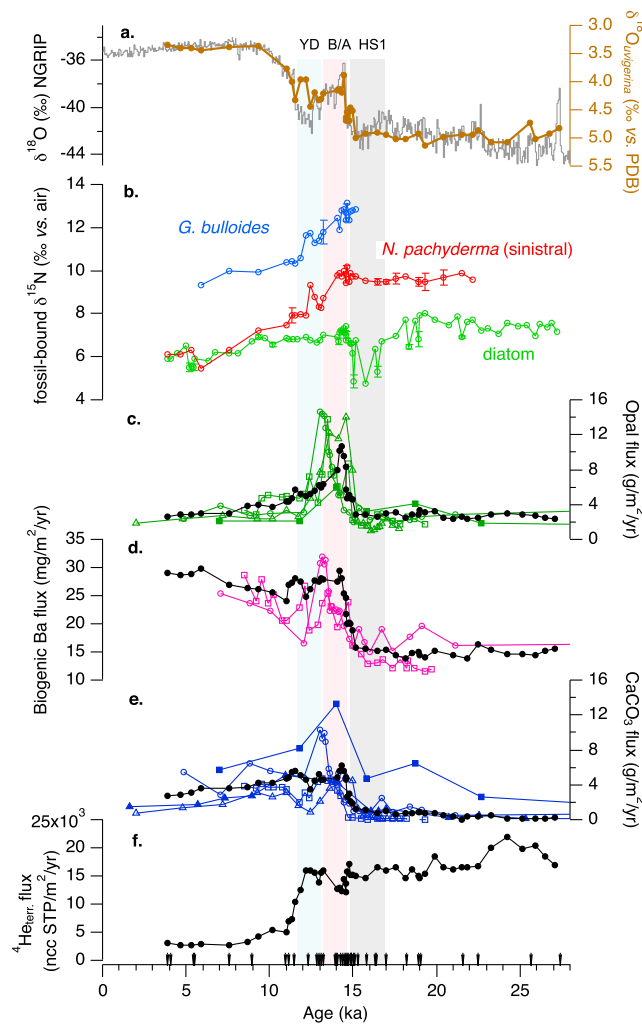 a.
YD B/A HS1
δ18O (‰) NGRIP
-36
-40
-44
3.0
3.5
4.0
4.5
5.0
5.5
δ18Ouvigerina (‰ vs. PDB)
b.
fossil-bound δ15N (‰ vs. air)
14
12
10
8
6
4
G. bulloides
N. pachyderma (sinistral)
diatom
c.
16
12
8
4
0
Opal flux (g/m2/yr)
d.
Biogenic Ba flux (mg/m2/yr)
35
30
25
20
15
10
e.
16
12
8
4
0
CaCO3 flux (g/m2/yr)
f.
4Heterr. flux
(ncc STP/m2/yr)
25x103
20
15
10
5
0
0 5 10 15 20 25
Age (ka)